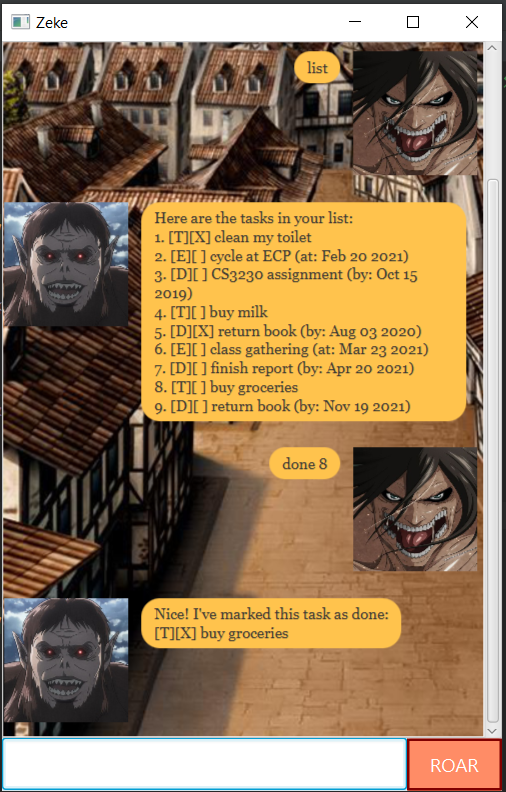 Zeke
list
Here are the tasks in your list:
1. [T][X] clean my toilet
2. [E][ ] cycle at ECP (at: Feb 20 2021)
3. [D][ ] CS3230 assignment (by: Oct 15
2019)
4. [T][ ] buy milk
5. [D][X] return book (by: Aug 03 2020)
6. [E][ ] class gathering (at: Mar 23 2021)
7. [D][ ] finish report (by: Apr 20 2021)
8. [T][ ] buy groceries
9. [D][ ] return book (by: Nov 19 2021)
done 8
Nice! I've marked this task as done:
[T][X] buy groceries
ROAR